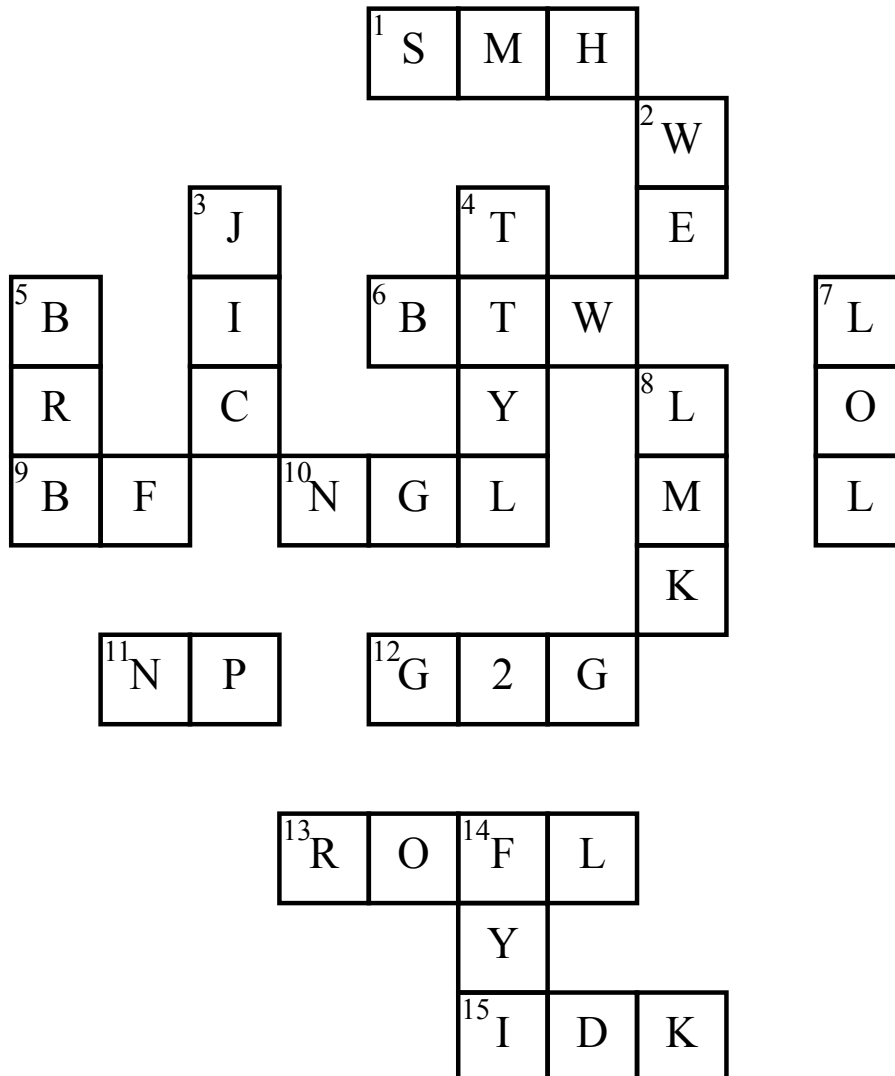 1 S M H
2 W
3 J 4 T E
5 B I 6 B T W 7 L
R C Y 8 L O
9 B F 10 N G L M L
K
11 N P 12 G 2 G
13 R O 14 F L
Y
15 I D K